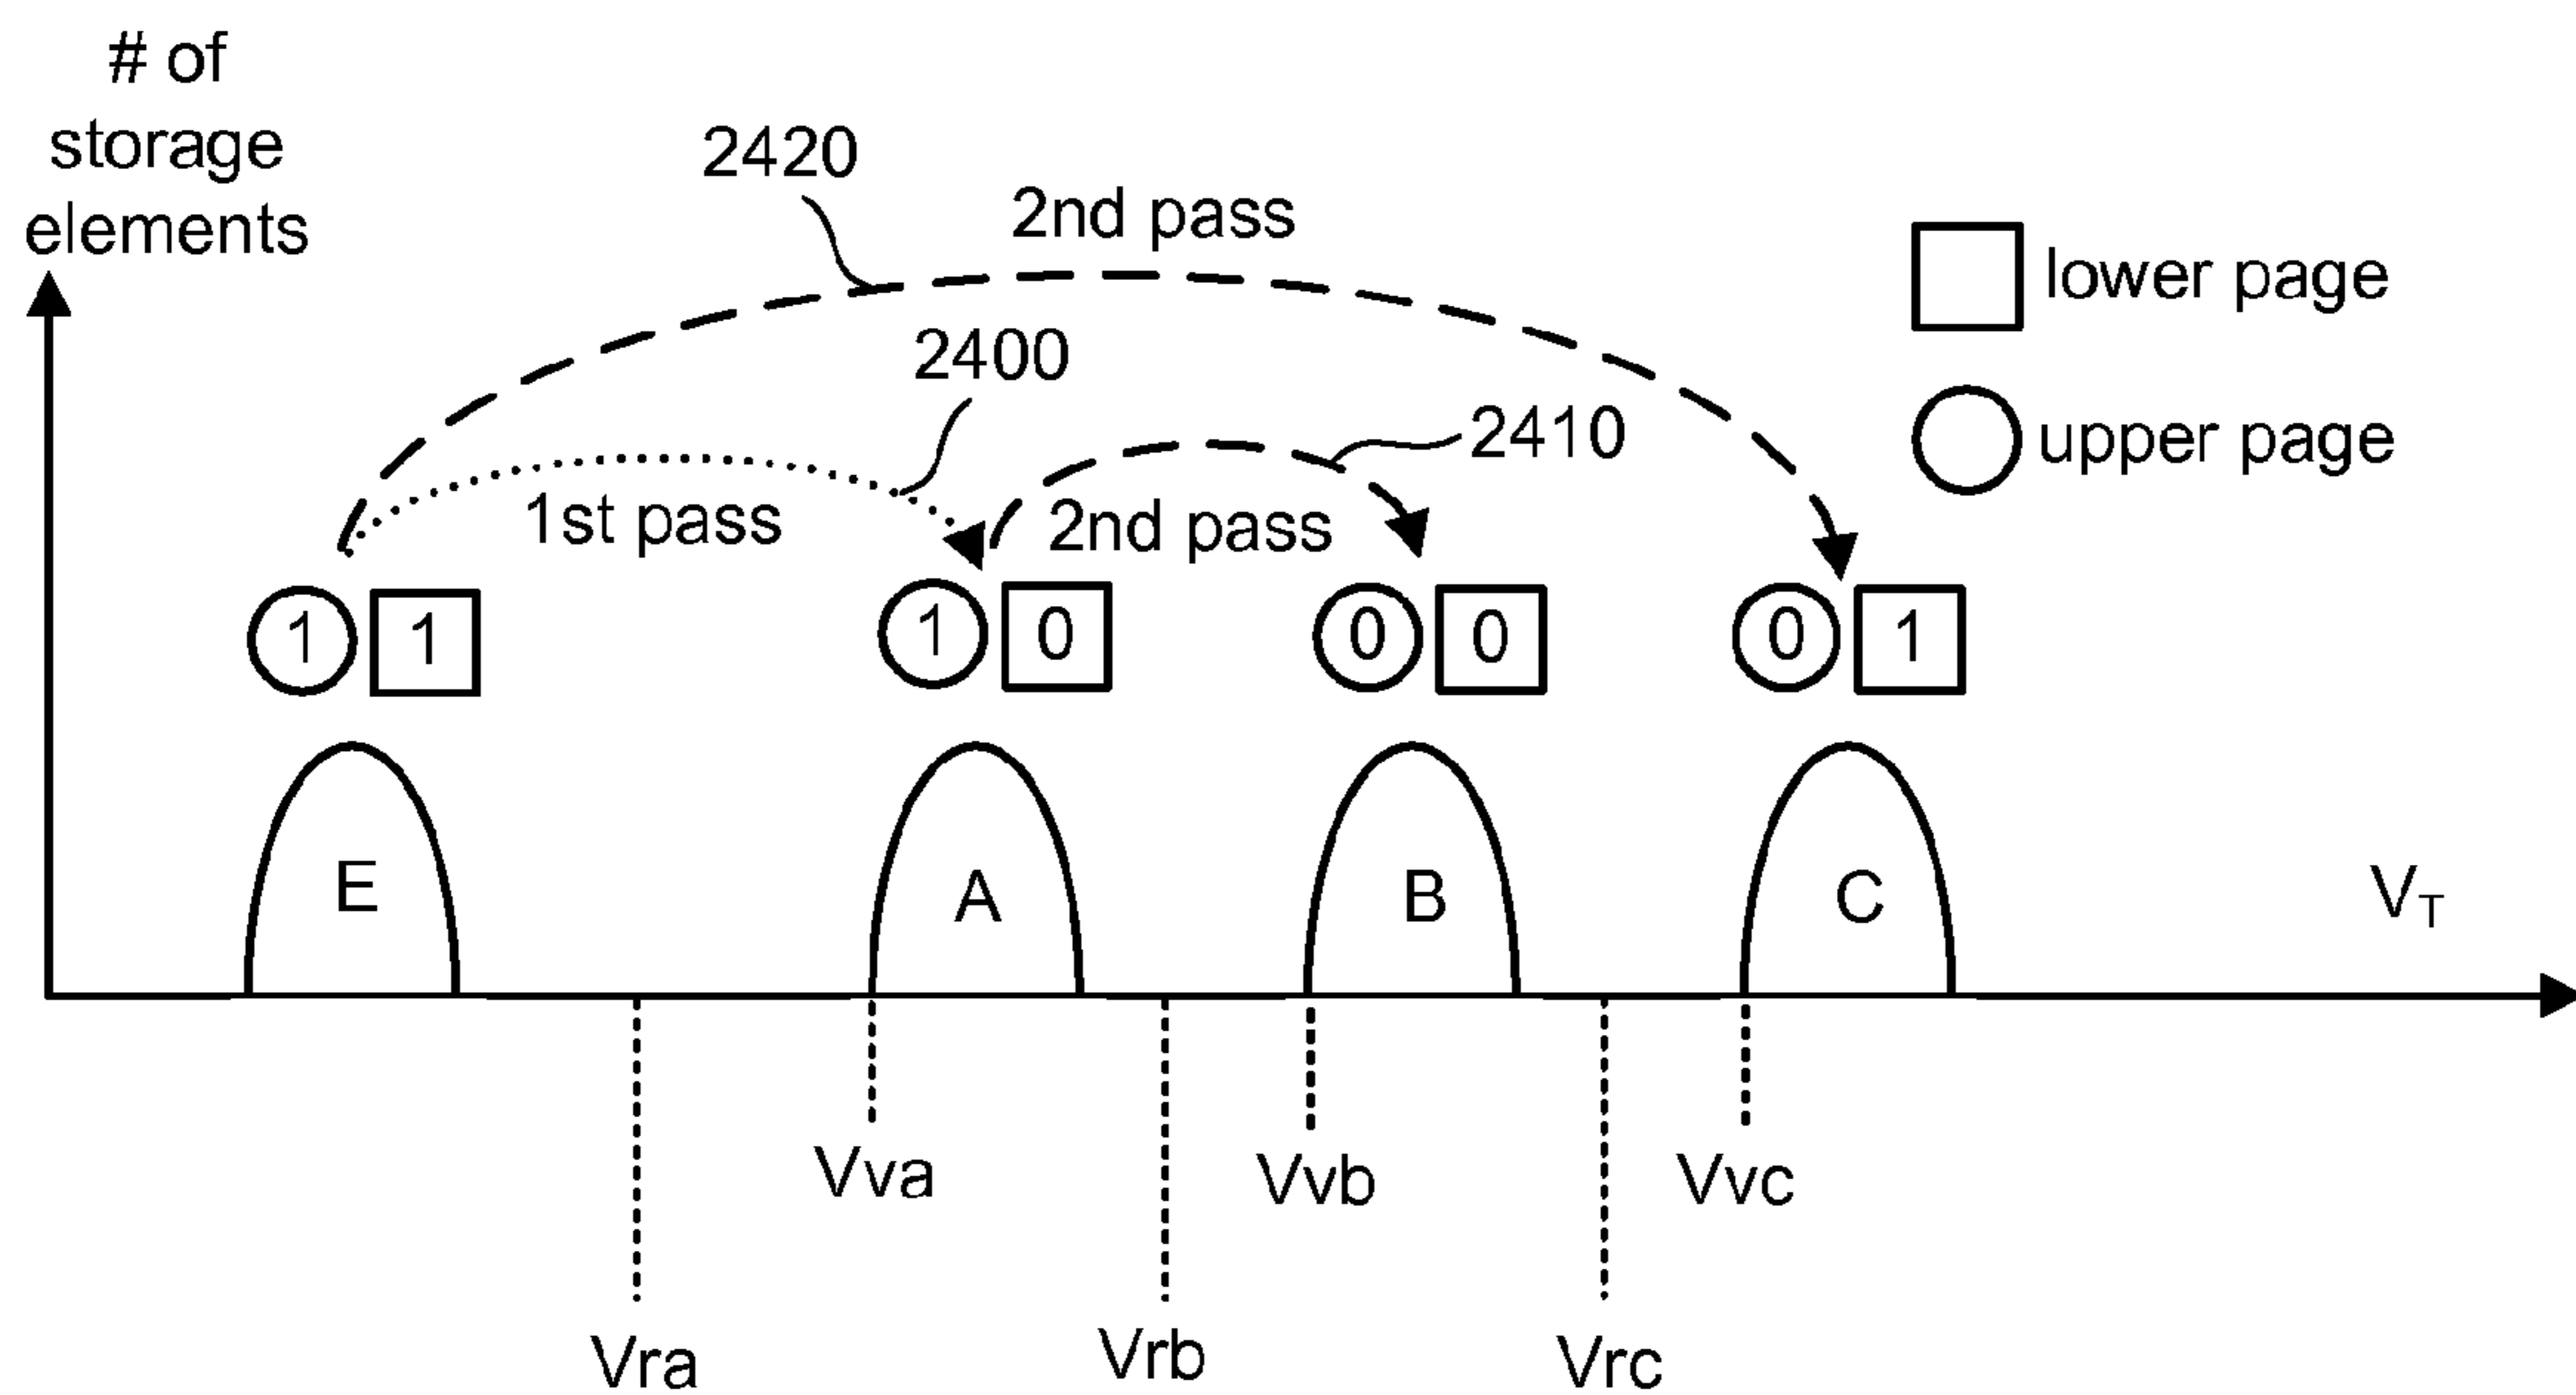 # of
storage
elements
2420
2nd pass
lower page
2400
2410
upper page
1st pass
2nd pass
1 1
1 0
0 0
0 1
E
A
B
C
VT
Vva
Vvb
Vvc
Vra
Vrb
Vrc